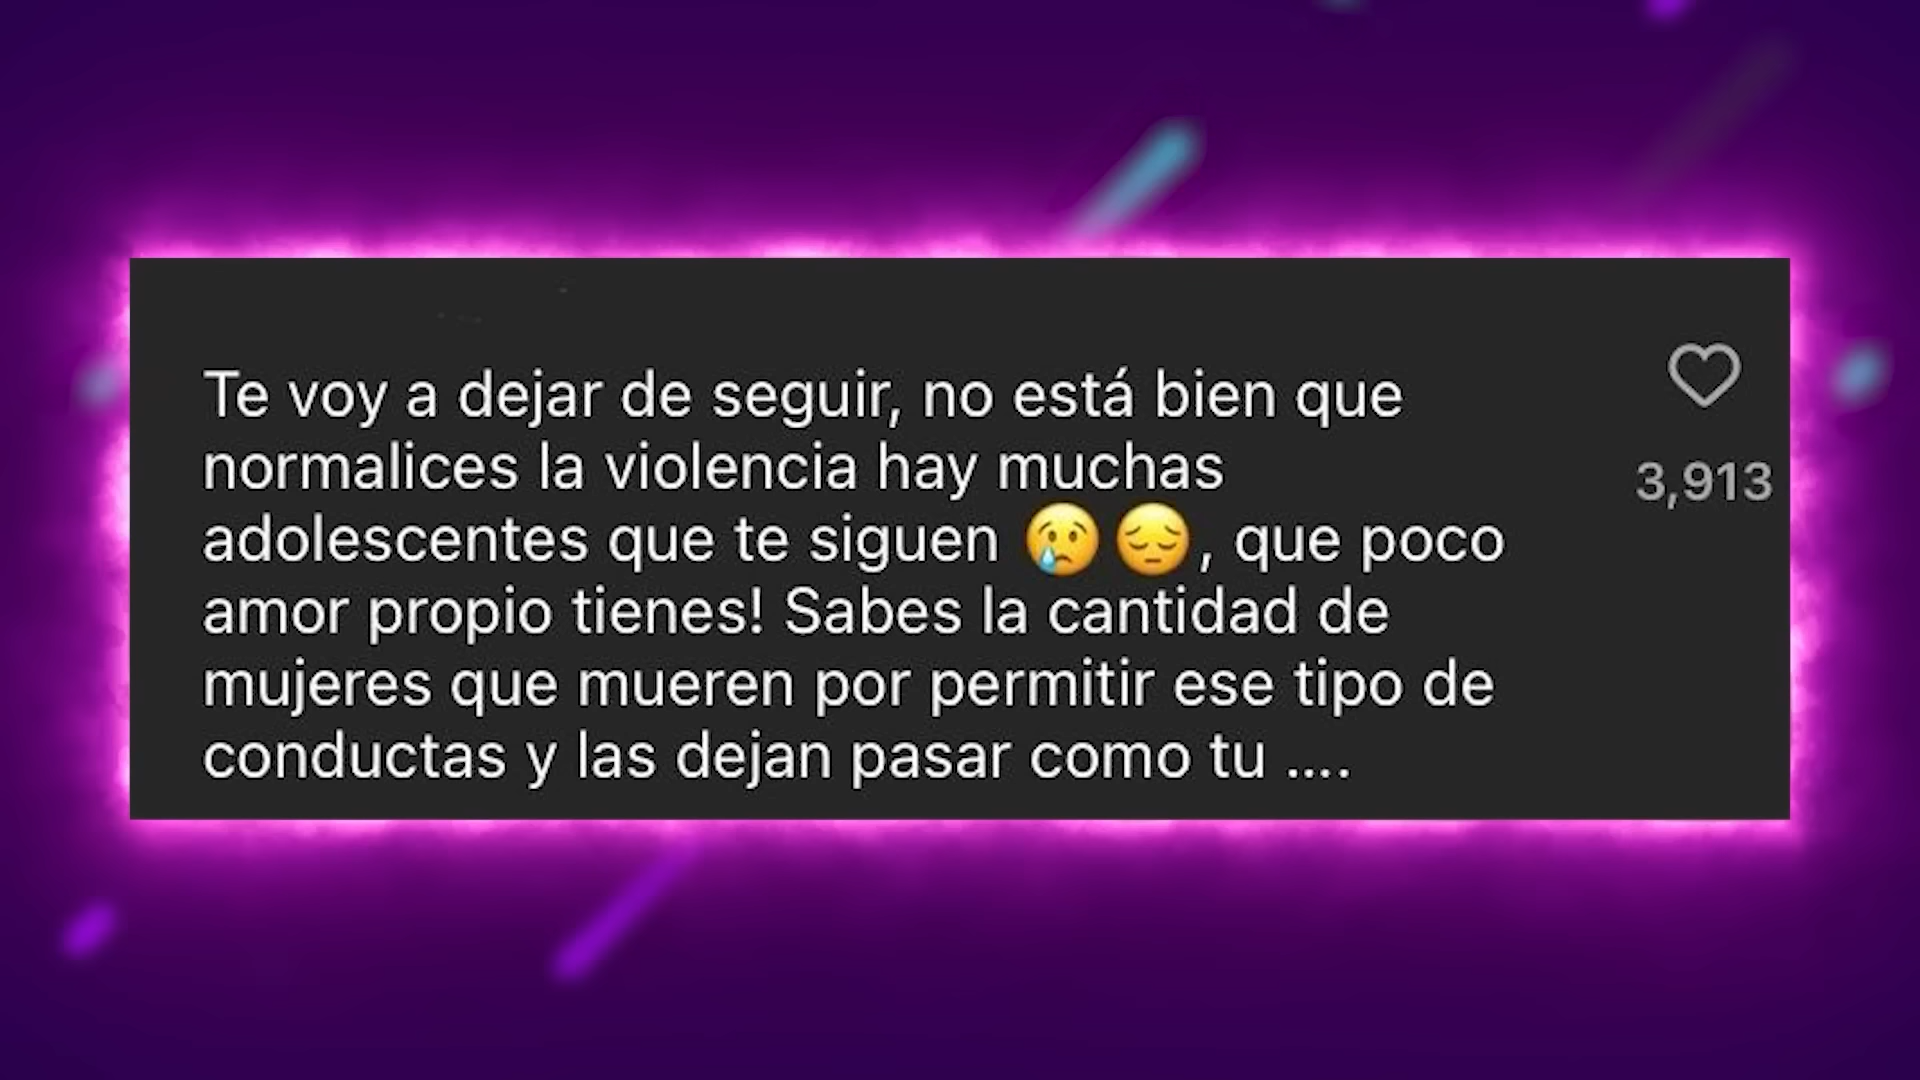 Te voy a dejar de seguir, no está bien que
normalices la violencia hay muchas
adolescentes que te siguen 😢😔, que poco
amor propio tienes! Sabes la cantidad de
mujeres que mueren por permitir ese tipo de
conductas y las dejan pasar como tu ....
3,913